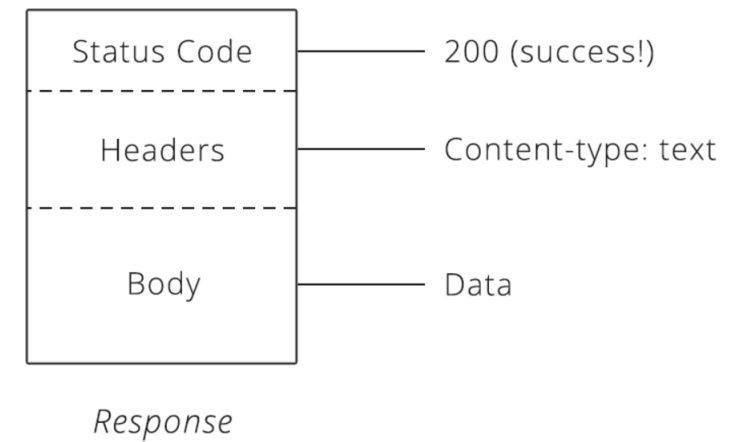 Status Code
200 (success!)
Headers
Content-type: text
Body
Data
Response